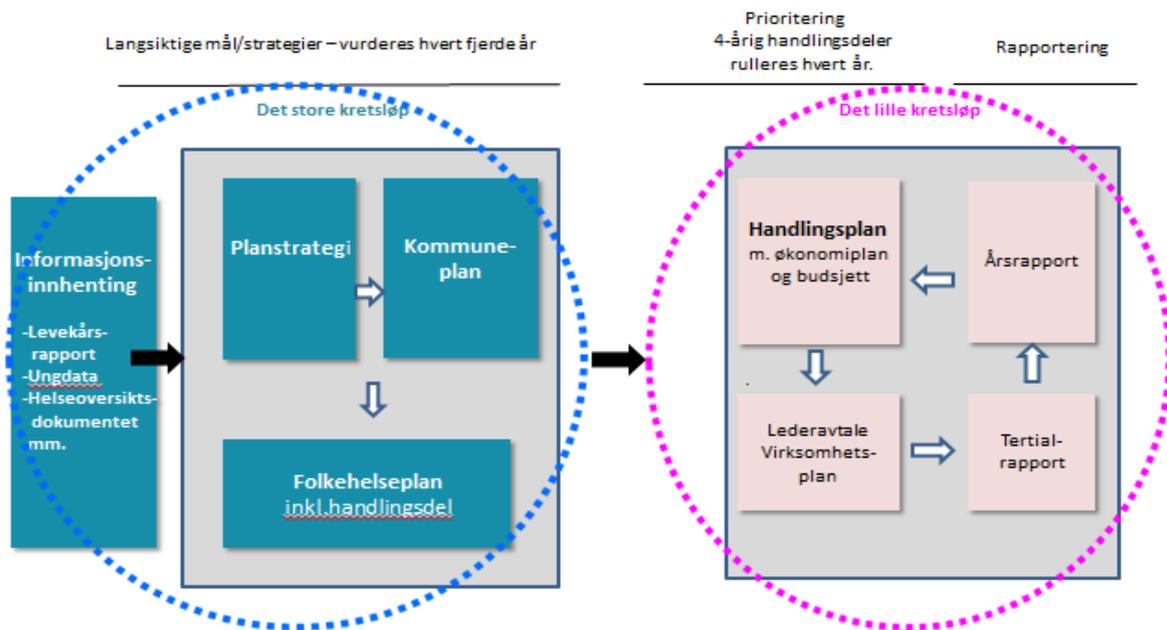 Langsiktige mål/strategier – vurderes hvert fjerde år
Prioritering
4-årig handlingsdeler
rulleres hvert år.
Rapportering
Det store kretsløp
Informasjons-
innhenting
-Levekårs-
rapport
-Ungdata
-Helseoversikts-
dokumentet
mm.
Planstrategi
Kommune-
plan
Folkehelseplan
inkl.handlingsdel
Det lille kretsløp
Handlingsplan
m. økonomiplan
og budsjett
Årsrapport
Lederavtale
Virksomhets-
plan
Tertial-
rapport